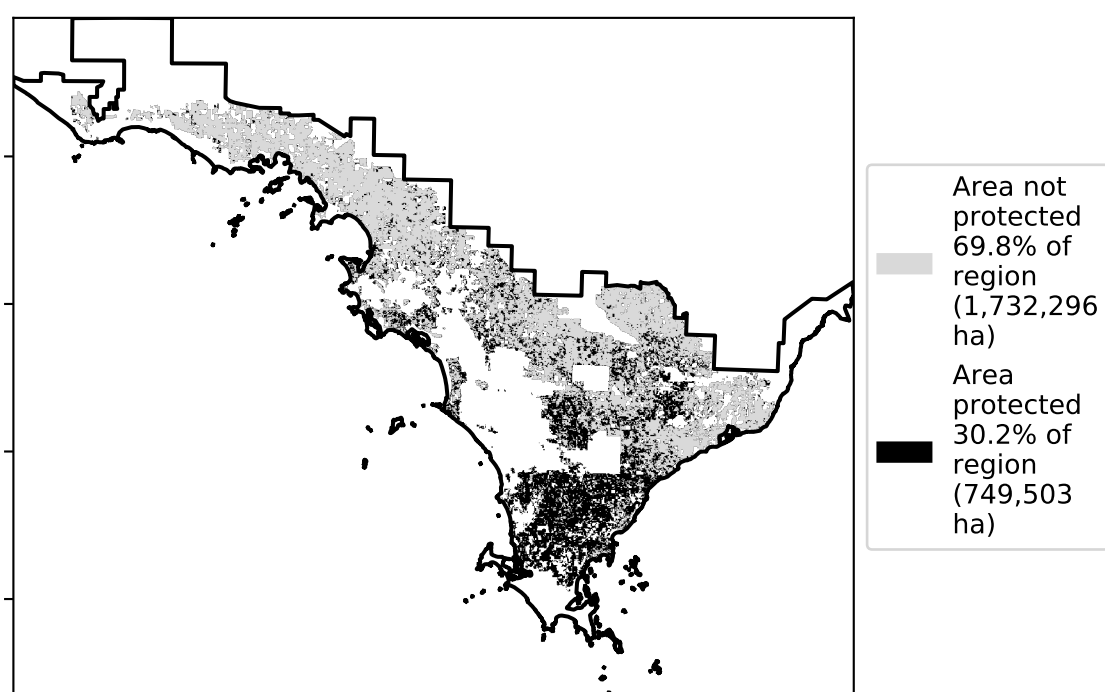 Area not
protected
69.8% of
region
(1,732,296
ha)
Area
protected
30.2% of
region
(749,503
ha)